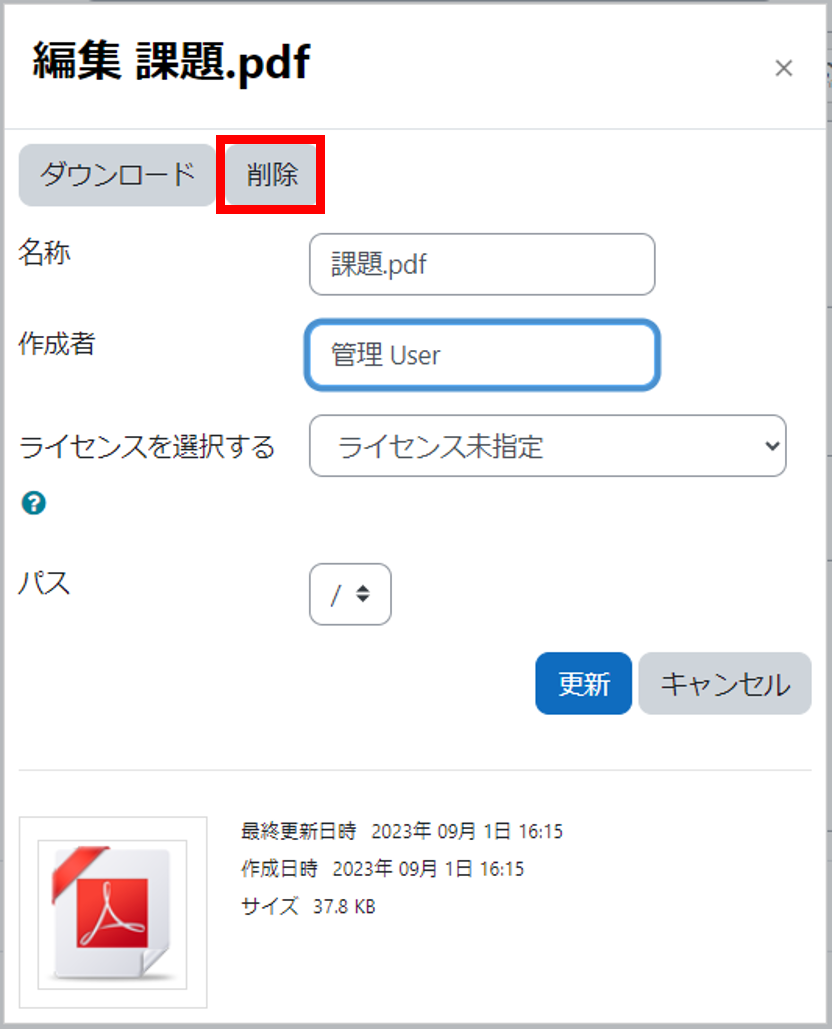 編集 課題.pdf
×
ダウンロード 削除
名称 課題.pdf
作成者 管理 User
ライセンスを選択する ライセンス未指定
?
パス /
更新 キャンセル
最終更新日時 2023年 09月 1日 16:15
作成日時 2023年 09月 1日 16:15
サイズ 37.8 KB